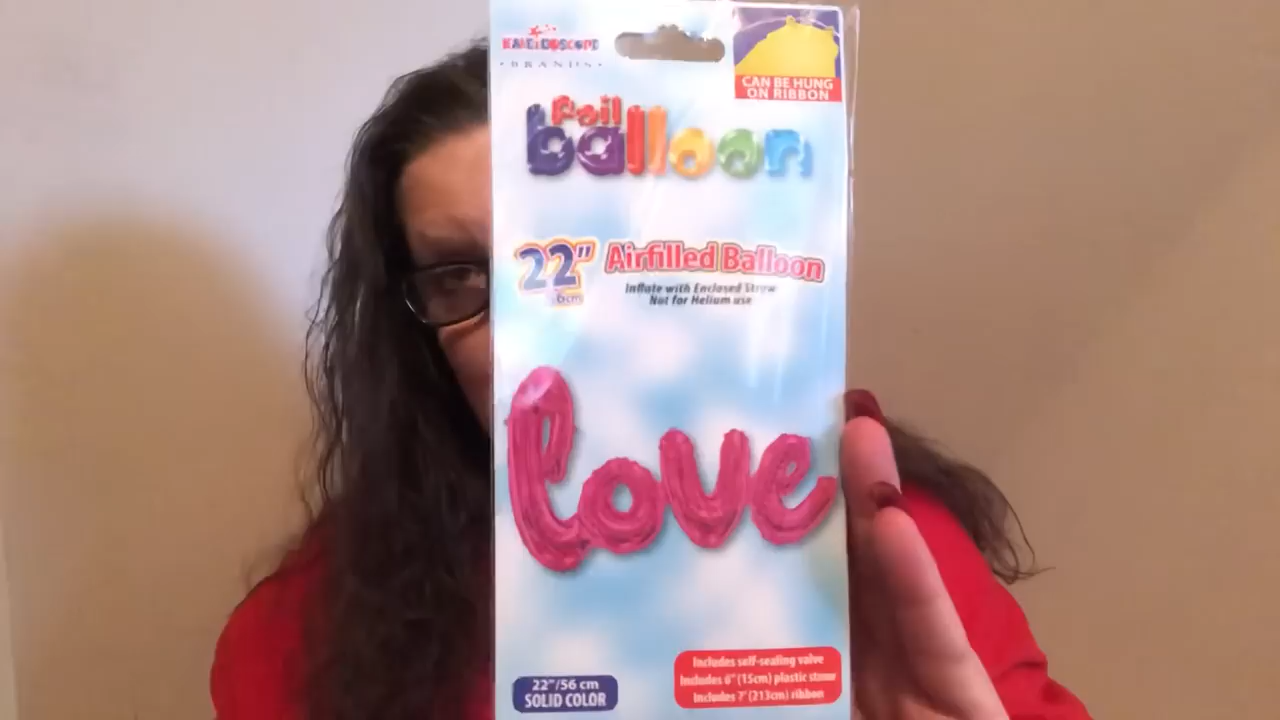 KALEIDOSCOPE
BRANDS
CAN BE HUNG
ON RIBBON
Foil
balloon
22" Airfilled Balloon
6cm
Inflate with Enclosed Straw
Not for Helium use
love
22"/56 cm
SOLID COLOR
Includes self-sealing valve
Includes 6" (15cm) plastic straw
Includes 7' (213cm) ribbon